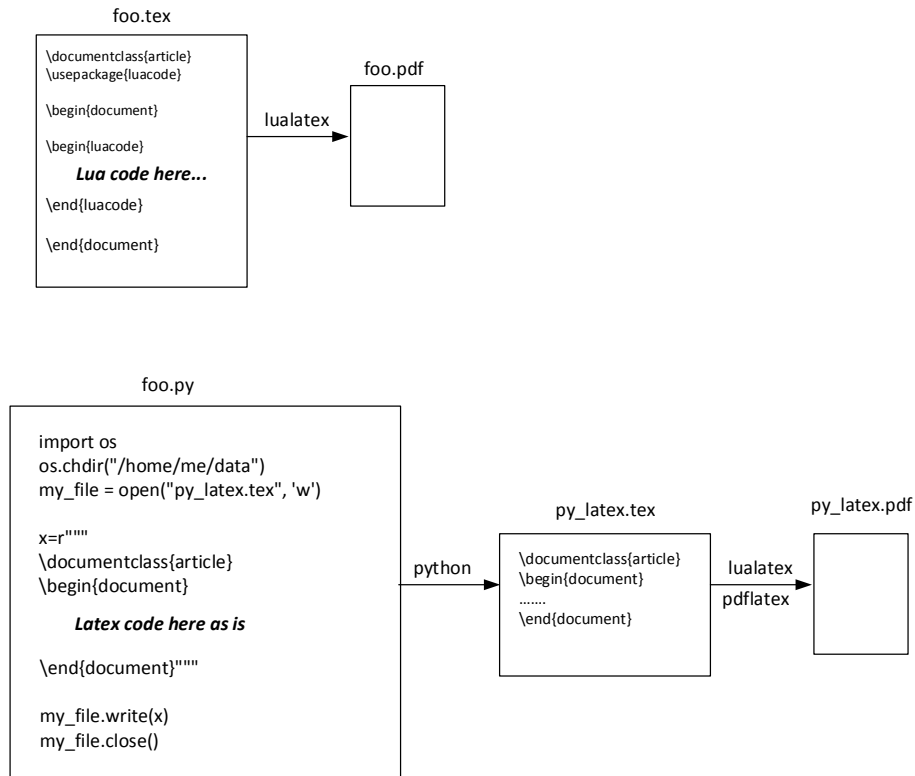 foo.tex
\documentclass{article}
\usepackage{luacode}
\begin{document}
\begin{luacode}
Lua code here...
\end{luacode}
\end{document}
lualatex
foo.pdf
foo.py
import os
os.chdir("/home/me/data")
my_file = open("py_latex.tex", 'w')
x=r"""
\documentclass{article}
\begin{document}
Latex code here as is
\end{document}"""
my_file.write(x)
my_file.close()
python
py_latex.tex
\documentclass{article}
\begin{document}
.......
\end{document}
lualatex
pdflatex
py_latex.pdf